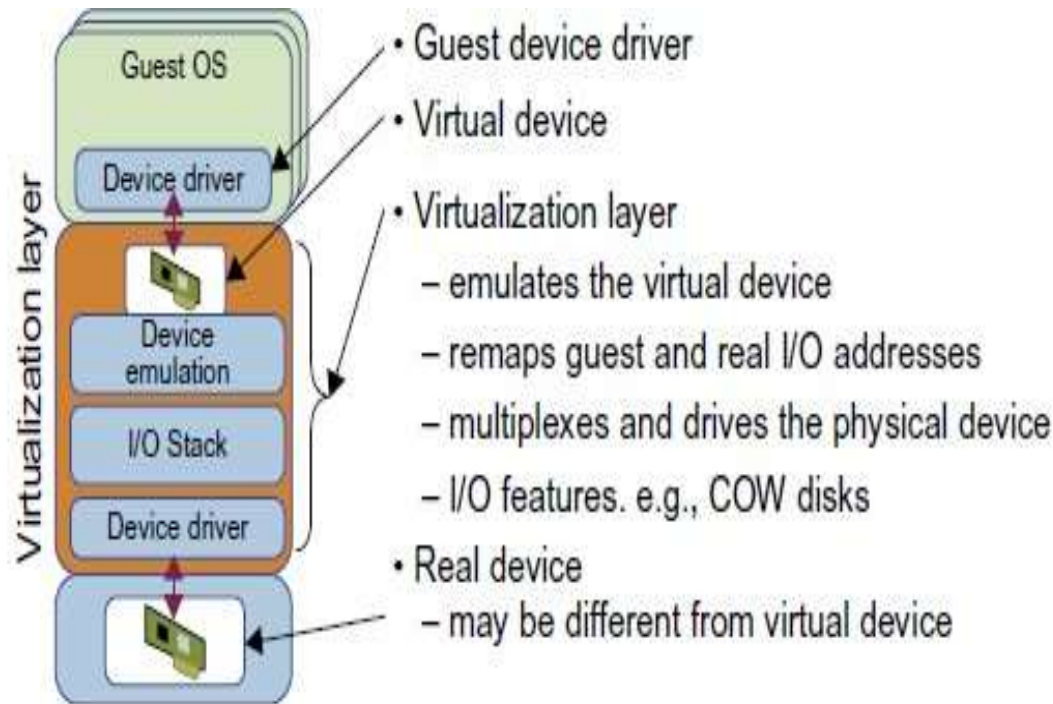 Guest OS
Device driver
Virtualization layer
Device
emulation
I/O Stack
Device driver
• Guest device driver
• Virtual device
• Virtualization layer
– emulates the virtual device
– remaps guest and real I/O addresses
– multiplexes and drives the physical device
– I/O features. e.g., COW disks
• Real device
– may be different from virtual device